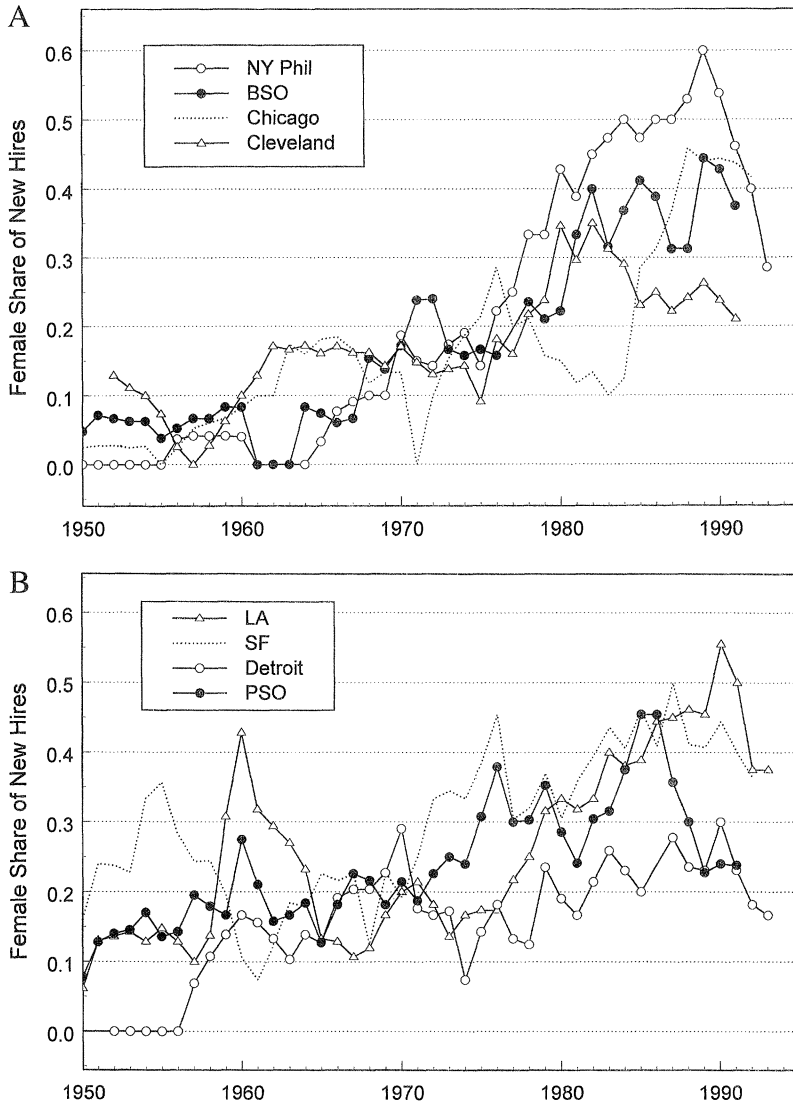 A
Female Share of New Hires
0.6
0.5
0.4
0.3
0.2
0.1
0.0
NY Phil
BSO
Chicago
Cleveland
1950 1960 1970 1980 1990
B
Female Share of New Hires
0.6
0.5
0.4
0.3
0.2
0.1
0.0
LA
SF
Detroit
PSO
1950 1960 1970 1980 1990